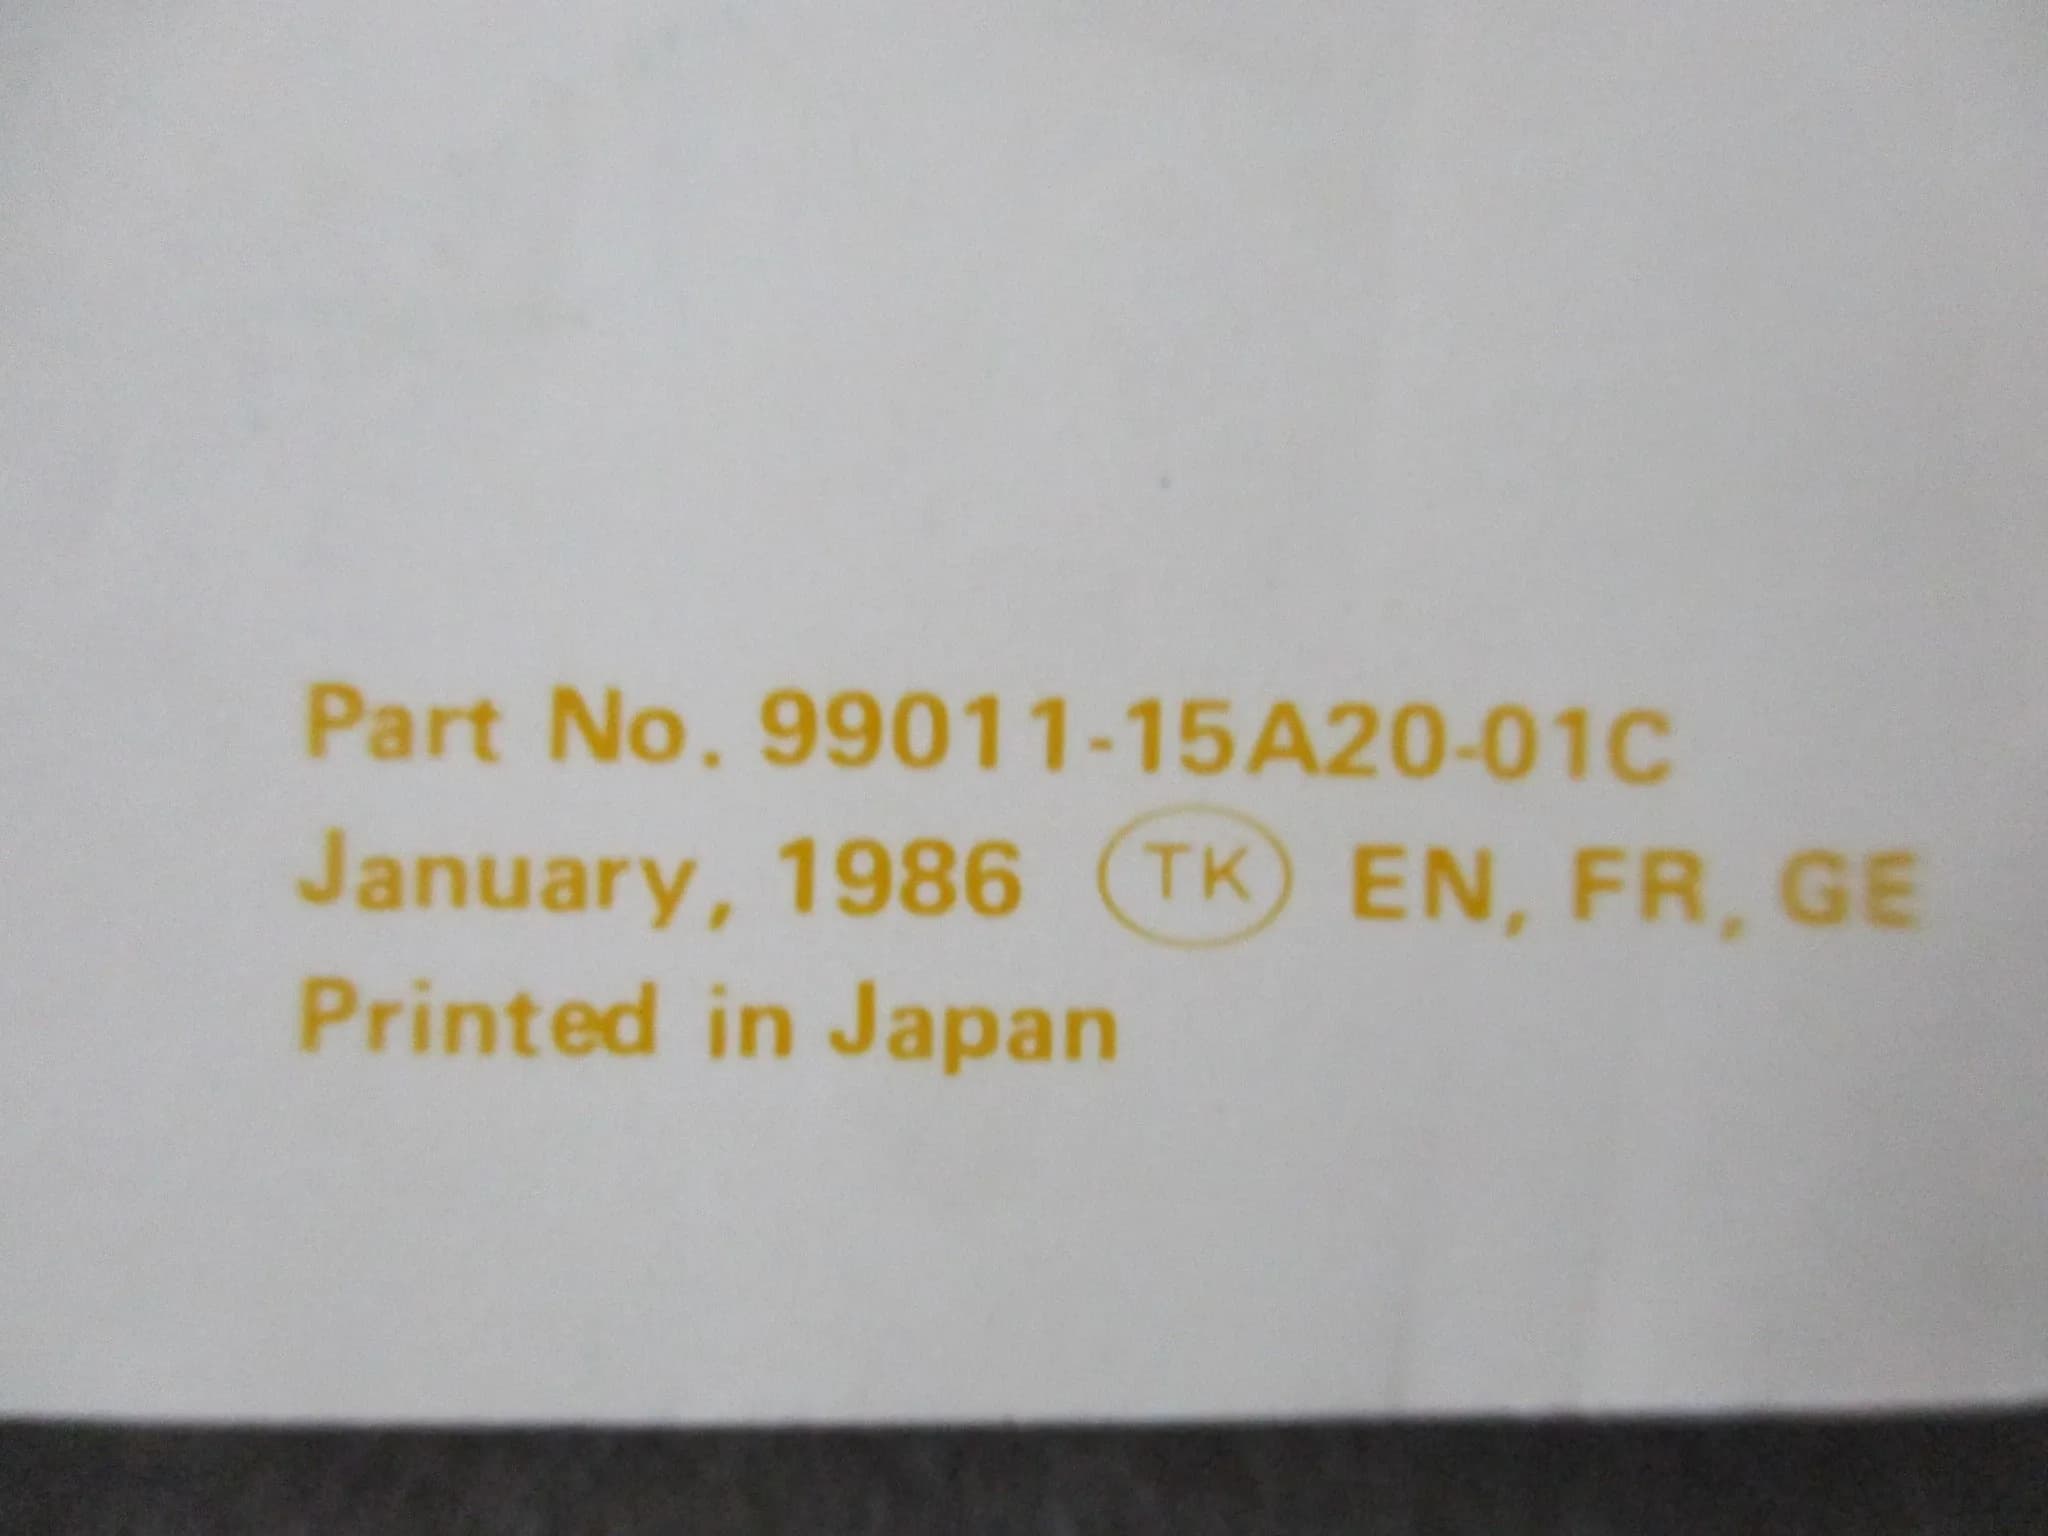 Part No. 99011-15A20-01C
January, 1986 TK EN, FR, GE
Printed in Japan